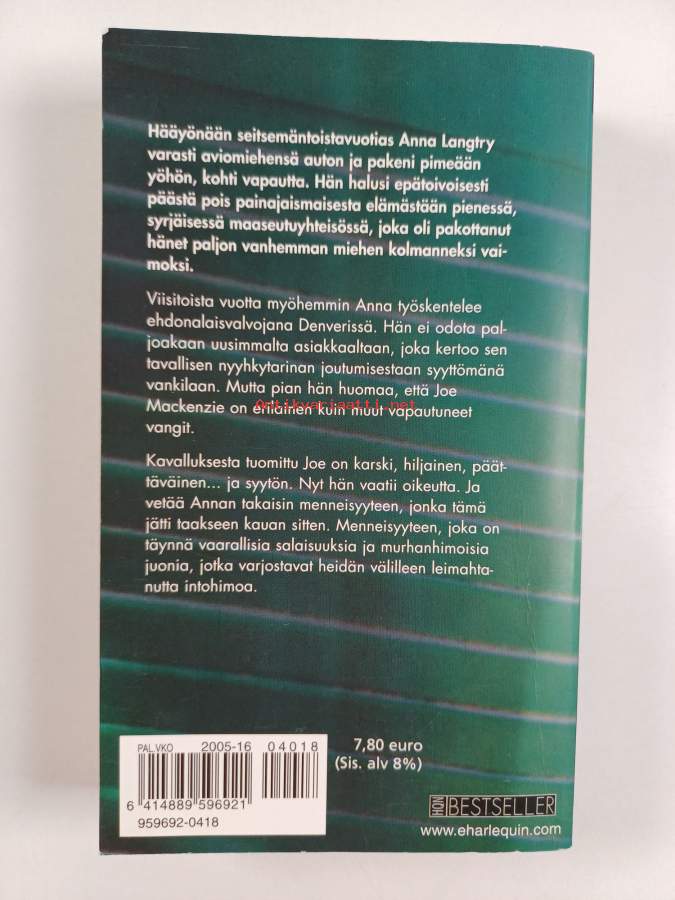 Hääyönään seitsemäntoistavuotias Anna Langtry
varasti aviomiehensä auton ja pakeni pimeään
yöhön, kohti vapautta. Hän halusi epätoivoisesti
päästä pois painajaismaisesta elämästään pienessä,
syrjäisessä maaseutuyhteisössä, joka oli pakottanut
hänet paljon vanhemman miehen kolmanneksi vai-
moksi.
Viisitoista vuotta myöhemmin Anna työskentelee
ehdonalaisvalvojana Denverissä. Hän ei odota pal-
joakaan uusimmalta asiakkaaltaan, joka kertoo sen
tavallisen nyyhkytarinan joutumisestaan syyttömänä
vankilaan. Mutta pian hän huomaa, että Joe
Mackenzie on erilainen kuin muut vapautuneet
Antikvariaatti.net
vangit.
Kavalluksesta tuomittu Joe on karski, hiljainen, päät-
täväinen... ja syytön. Nyt hän vaatii oikeutta. Ja
vetää Annan takaisin menneisyyteen, jonka tämä
jätti taakseen kauan sitten. Menneisyyteen, joka on
täynnä vaarallisia salaisuuksia ja murhanhimoisia
juonia, jotka varjostavat heidän välilleen leimahta-
nutta intohimoa.
PAL.VKO 2005-16 04018
6 414889 596921
959692-0418
7,80 euro
(Sis. alv 8%)
HQN BESTSELLER
www.eharlequin.com